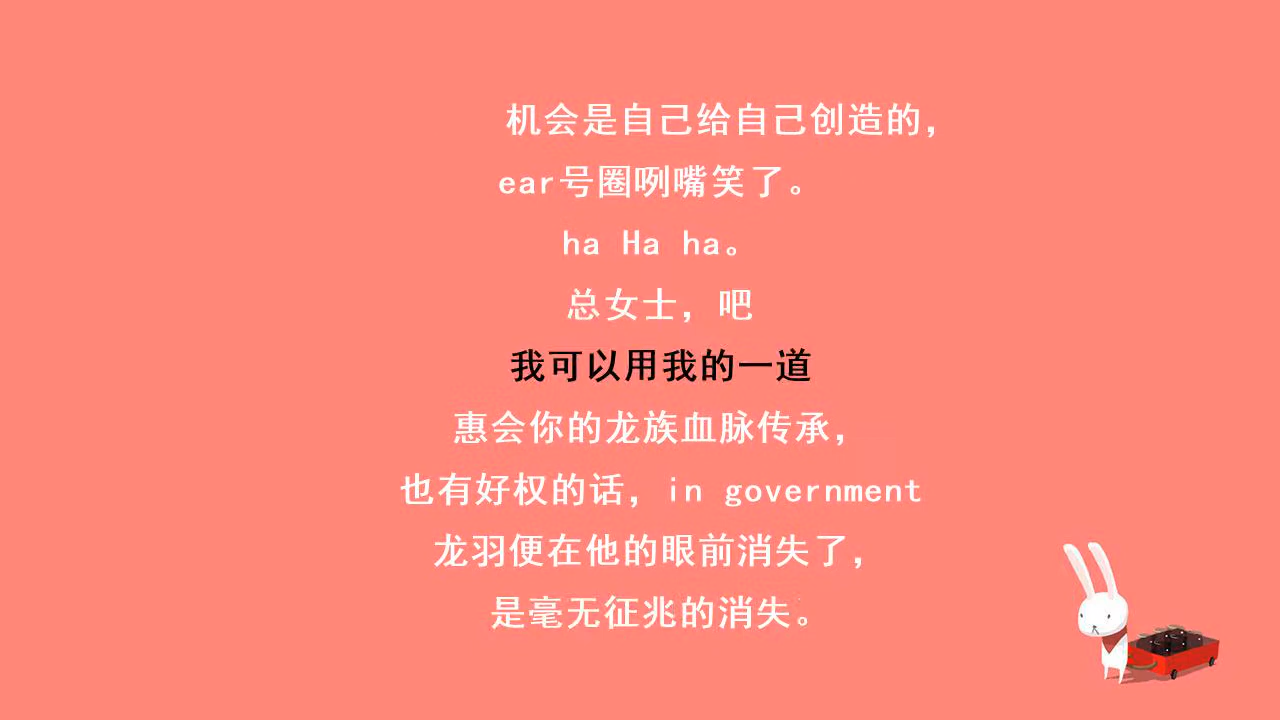 机会是自己给自己创造的，
ear号圈咧嘴笑了。
ha Ha ha。
总女士，吧
我可以用我的一道
惠会你的龙族血脉传承，
也有好权的话，in government
龙羽便在他的眼前消失了，
是毫无征兆的消失。